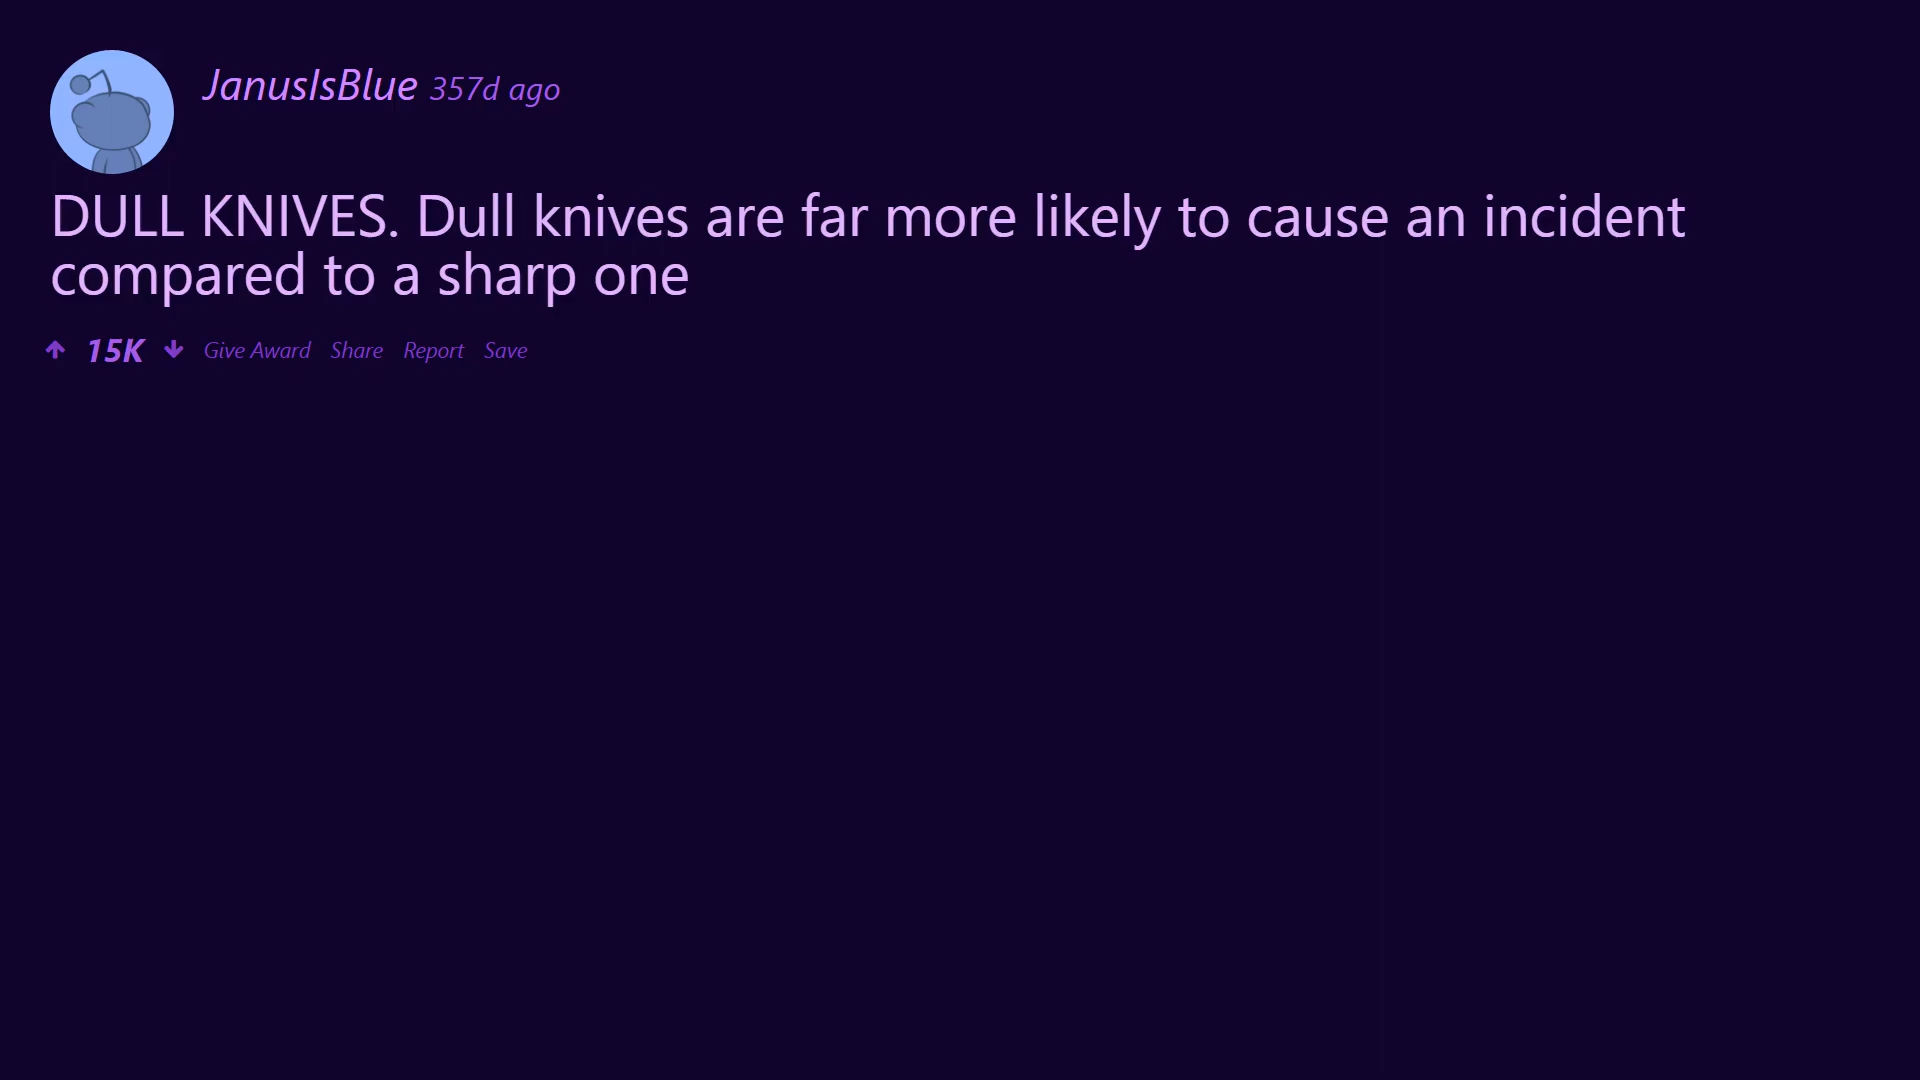 JanusIsBlue 357d ago
DULL KNIVES. Dull knives are far more likely to cause an incident
compared to a sharp one
15K Give Award Share Report Save